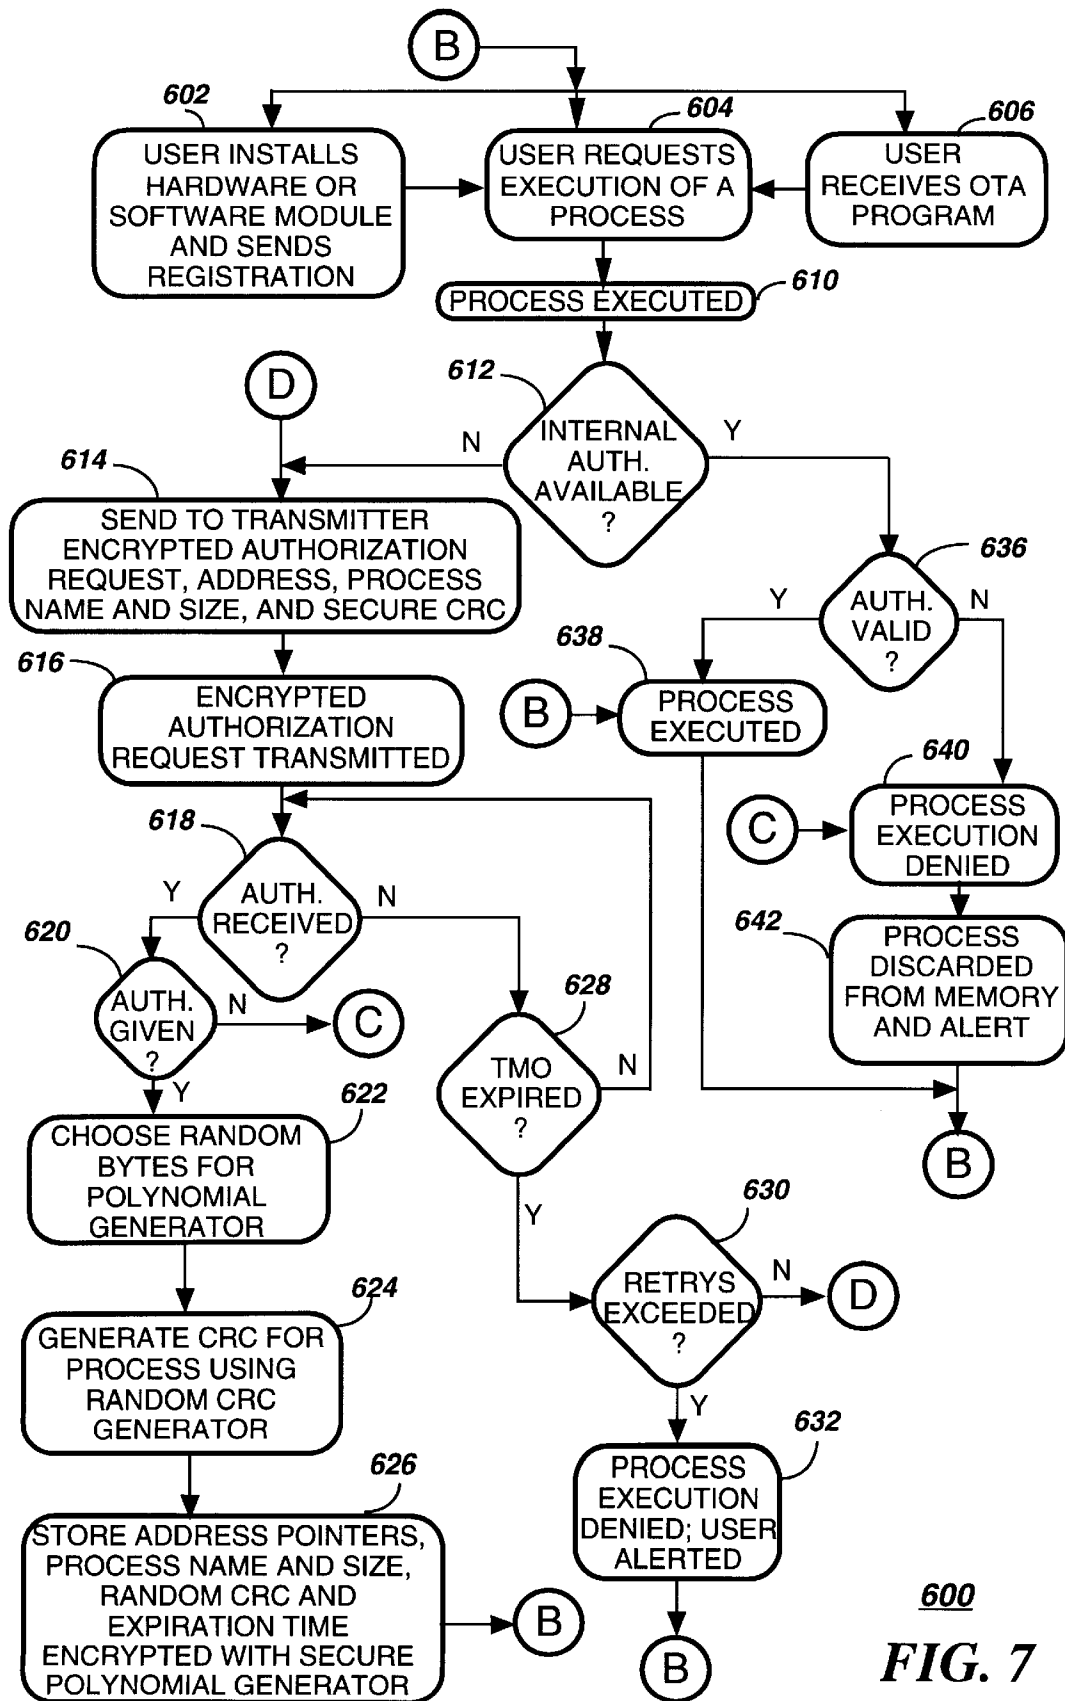 B
602
604
606
USER INSTALLS
HARDWARE OR
SOFTWARE MODULE
AND SENDS
REGISTRATION
USER REQUESTS
EXECUTION OF A
PROCESS
USER
RECEIVES OTA
PROGRAM
610
PROCESS EXECUTED
612
D
INTERNAL
AUTH.
AVAILABLE
?
N
Y
614
SEND TO TRANSMITTER
ENCRYPTED AUTHORIZATION
REQUEST, ADDRESS, PROCESS
NAME AND SIZE, AND SECURE CRC
636
AUTH.
VALID
?
Y
N
616
ENCRYPTED
AUTHORIZATION
REQUEST TRANSMITTED
638
B
PROCESS
EXECUTED
640
C
PROCESS
EXECUTION
DENIED
618
AUTH.
RECEIVED
?
Y
N
642
PROCESS
DISCARDED
FROM MEMORY
AND ALERT
620
AUTH.
GIVEN
?
N
C
Y
628
TMO
EXPIRED
?
N
Y
B
622
CHOOSE RANDOM
BYTES FOR
POLYNOMIAL
GENERATOR
630
RETRYS
EXCEEDED
?
N
D
Y
624
GENERATE CRC FOR
PROCESS USING
RANDOM CRC
GENERATOR
632
PROCESS
EXECUTION
DENIED; USER
ALERTED
626
STORE ADDRESS POINTERS,
PROCESS NAME AND SIZE,
RANDOM CRC AND
EXPIRATION TIME
ENCRYPTED WITH SECURE
POLYNOMIAL GENERATOR
B
B
600
FIG. 7